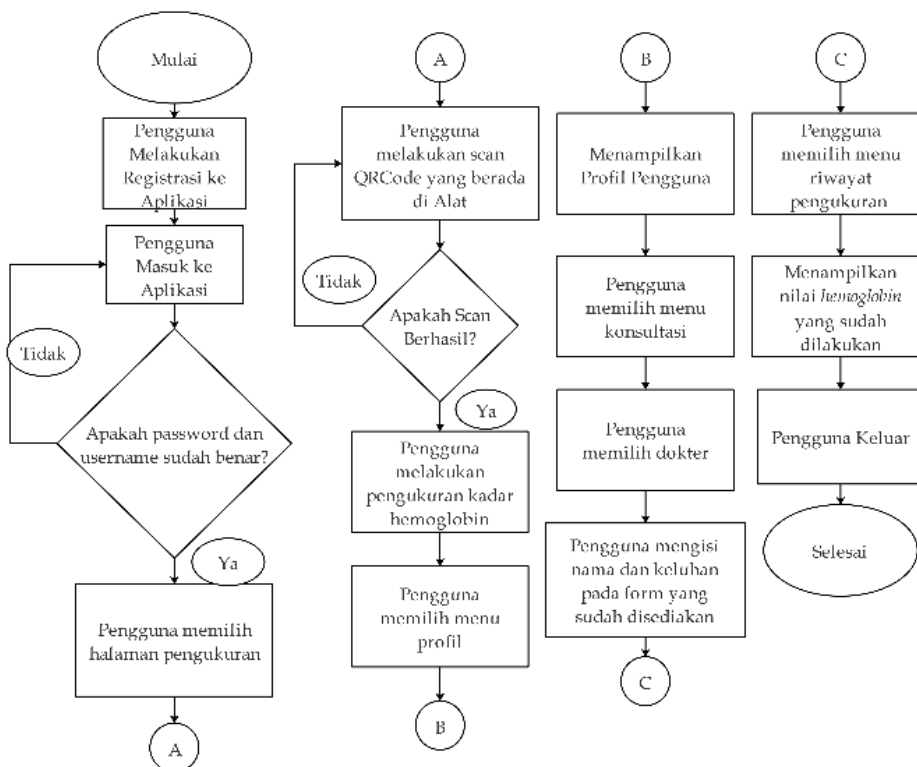 Mulai
Pengguna
Melakukan
Registrasi ke
Aplikasi
Pengguna
Masuk ke
Aplikasi
Tidak
Apakah password dan
username sudah benar?
Ya
Pengguna memilih
halaman pengukuran
A
A
Pengguna
melakukan scan
QRCode yang berada
di Alat
Tidak
Apakah Scan
Berhasil?
Ya
Pengguna
melakukan
pengukuran kadar
hemoglobin
Pengguna
memilih menu
profil
B
B
Menampilkan
Profil Pengguna
Pengguna
memilih menu
konsultasi
Pengguna
memilih dokter
Pengguna mengisi
nama dan keluhan
pada form yang
sudah disediakan
C
C
Pengguna
memilih menu
riwayat
pengukuran
Menampilkan
nilai hemoglobin
yang sudah
dilakukan
Pengguna Keluar
Selesai